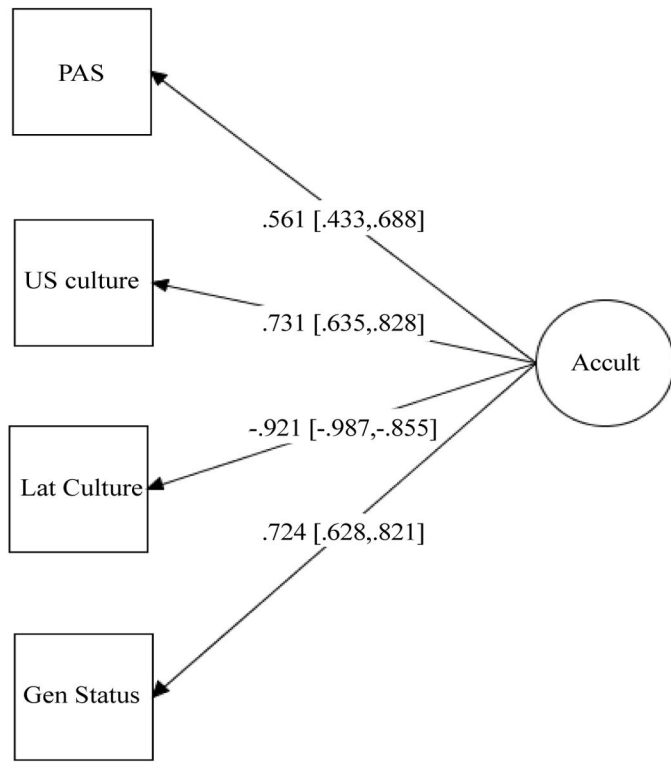 PAS
.561 [.433,.688]
US culture
.731 [.635,.828]
Accult
-.921 [-.987,-.855]
Lat Culture
.724 [.628,.821]
Gen Status